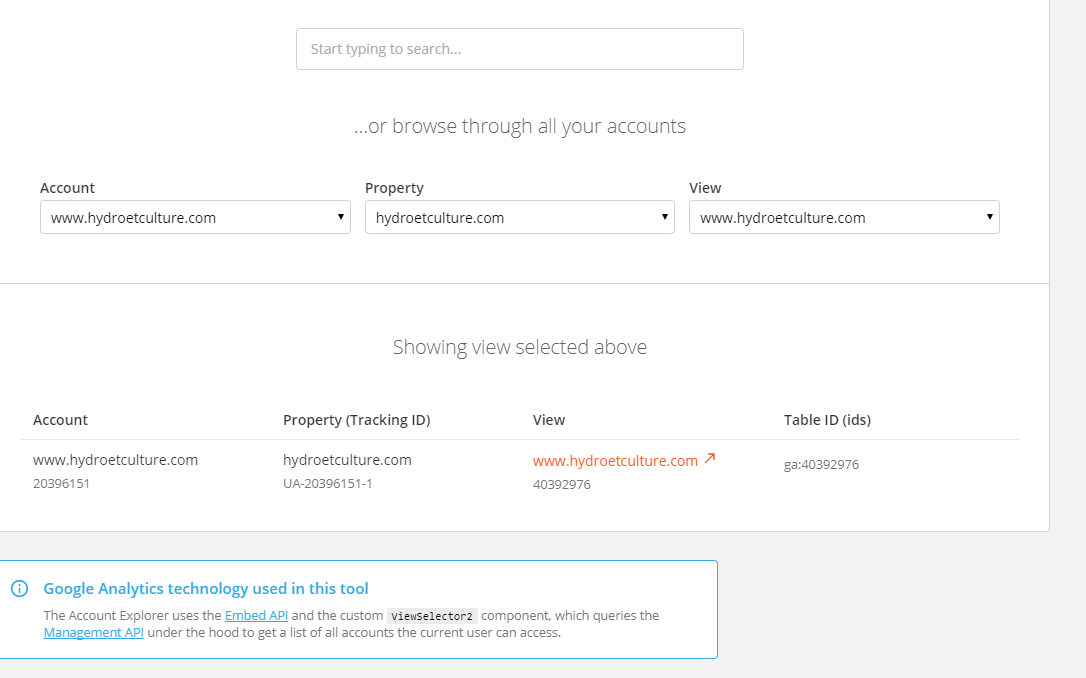 Start typing to search...
...or browse through all your accounts
Account Property View
www.hydroetculture.com hydroetculture.com www.hydroetculture.com
Showing view selected above
Account Property (Tracking ID) View Table ID (ids)
www.hydroetculture.com hydroetculture.com www.hydroetculture.com ga:40392976
20396151 UA-20396151-1 40392976
Google Analytics technology used in this tool
The Account Explorer uses the Embed API and the custom ViewSelector2 component, which queries the
Management API under the hood to get a list of all accounts the current user can access.